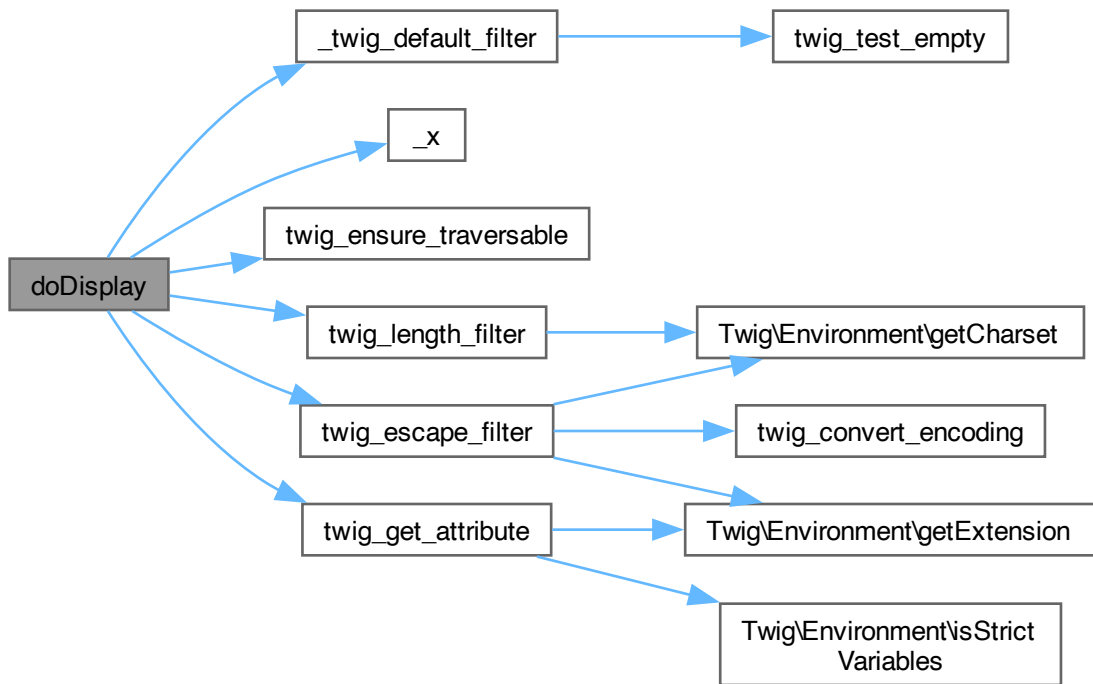 _twig_default_filter
twig_test_empty
_x
twig_ensure_traversable
doDisplay
twig_length_filter
Twig\Environment\getCharset
twig_escape_filter
twig_convert_encoding
twig_get_attribute
Twig\Environment\getExtension
Twig\Environment\isStrict
Variables